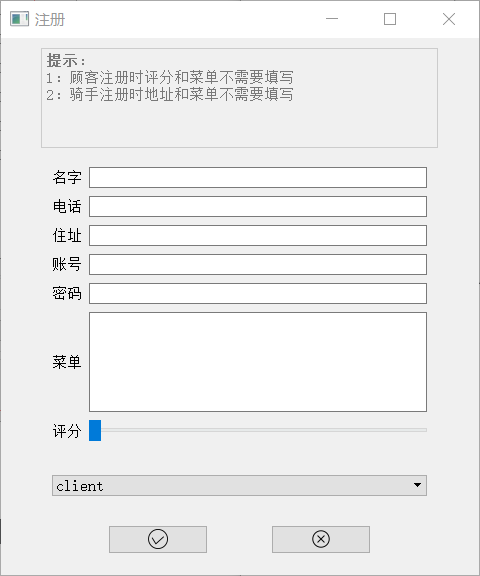 注册
提示:
1: 顾客注册时评分和菜单不需要填写
2: 骑手注册时地址和菜单不需要填写
名字
电话
住址
账号
密码
菜单
评分
client